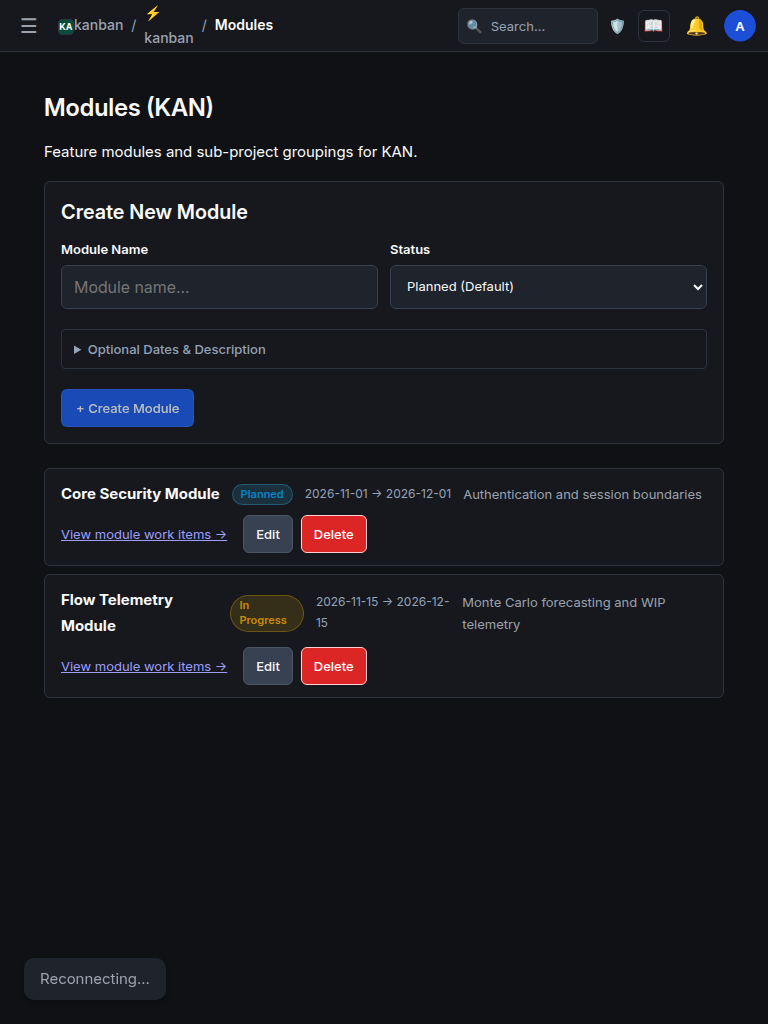 ☰ KA kanban / ⚡ kanban / Modules 🔍 Search... 🛡️ 📖 🔔 A
Modules (KAN)
Feature modules and sub-project groupings for KAN.
Create New Module
Module Name Status
Module name... Planned (Default)
▶ Optional Dates & Description
+ Create Module
Core Security Module Planned 2026-11-01 → 2026-12-01 Authentication and session boundaries
View module work items → Edit Delete
Flow Telemetry
Module
In
Progress
2026-11-15 → 2026-12-
15
Monte Carlo forecasting and WIP
telemetry
View module work items → Edit Delete
Reconnecting...